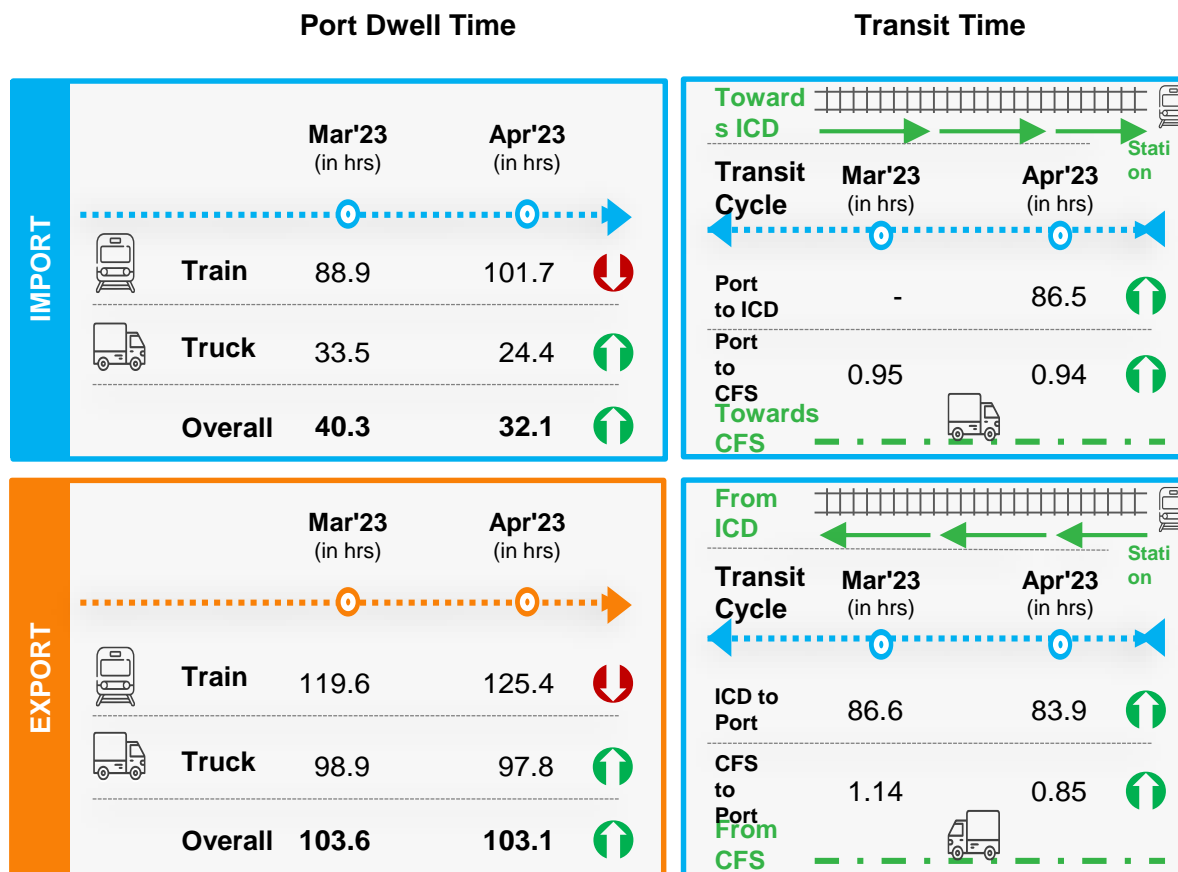 Port Dwell Time
Transit Time
IMPORT
Mar'23
Apr'23
(in hrs)
(in hrs)
Train 88.9 101.7
Truck 33.5 24.4
Overall 40.3 32.1
Toward
s ICD
Stati
on
Transit
Cycle
Mar'23
Apr'23
(in hrs)
(in hrs)
Port
to ICD
- 86.5
Port
to
CFS
0.95 0.94
Towards
CFS
EXPORT
Mar'23
Apr'23
(in hrs)
(in hrs)
Train 119.6 125.4
Truck 98.9 97.8
Overall 103.6 103.1
From
ICD
Stati
on
Transit
Cycle
Mar'23
Apr'23
(in hrs)
(in hrs)
ICD to
Port
86.6 83.9
CFS
to
Port
1.14 0.85
From
CFS